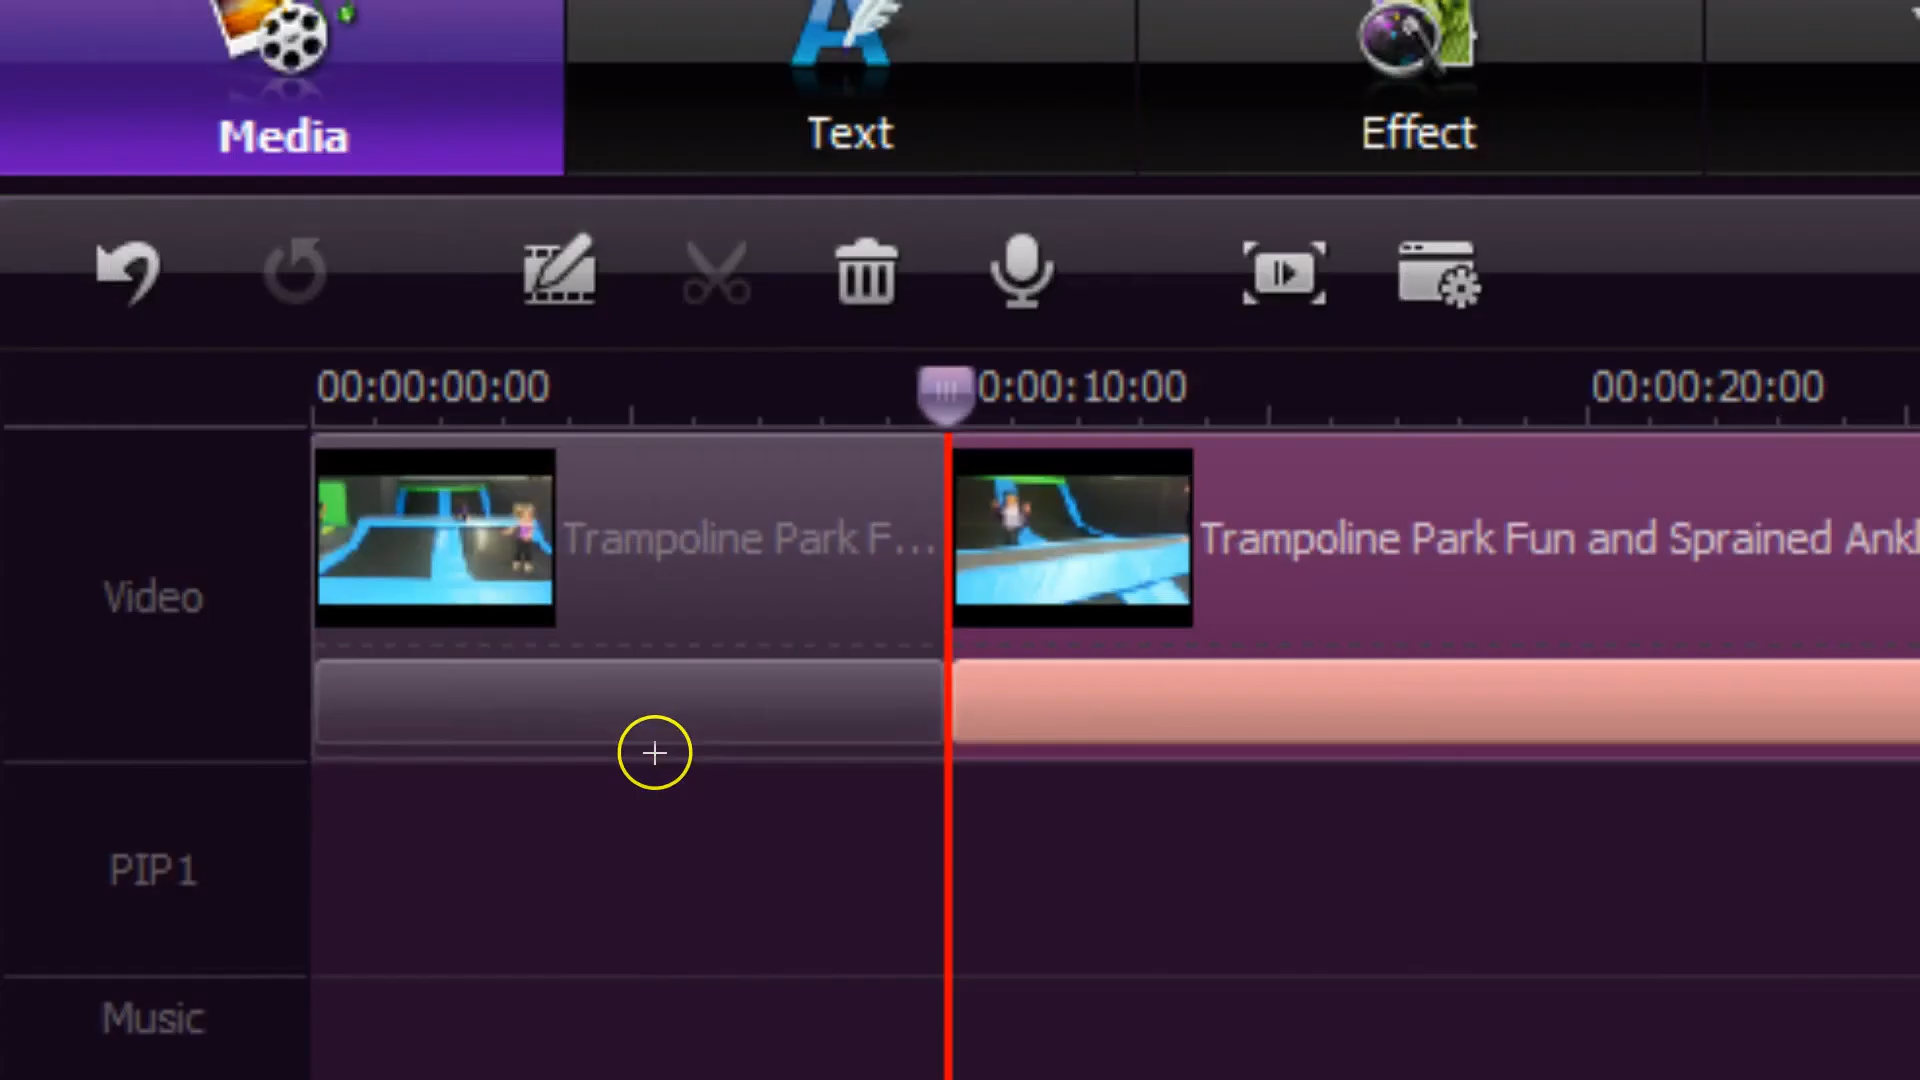 Media
Text
Effect
00:00:00:00
0:00:10:00
00:00:20:00
Trampoline Park F...
Trampoline Park Fun and Sprained Ankl
Video
PIP1
Music